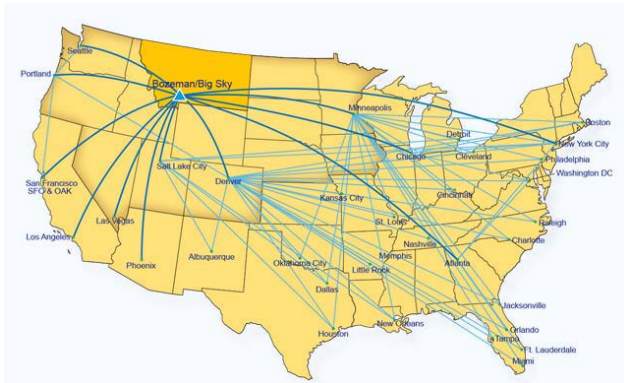 Seattle
Portland
Bozeman/Big Sky
Minneapolis
Boston
Detroit
New York City
Chicago
Cleveland
Philadelphia
Salt Lake City
Washington DC
Denver
San Francisco
SFO & OAK
Kansas City
Cincinnati
Las Vegas
St. Louis
Raleigh
Los Angeles
Nashville
Charlotte
Phoenix
Albuquerque
Oklahoma City
Memphis
Little Rock
Atlanta
Dallas
Jacksonville
Houston
New Orleans
Orlando
Tampa
Ft. Lauderdale
Miami